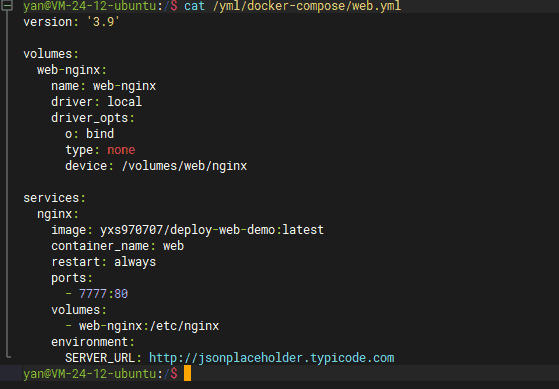 yan@VM-24-12-ubuntu:/$ cat /yml/docker-compose/web.yml
version: '3.9'

volumes:
  web-nginx:
    name: web-nginx
    driver: local
    driver_opts:
      o: bind
      type: none
      device: /volumes/web/nginx

services:
  nginx:
    image: yxs970707/deploy-web-demo:latest
    container_name: web
    restart: always
    ports:
      - 7777:80
    volumes:
      - web-nginx:/etc/nginx
    environment:
      SERVER_URL: http://jsonplaceholder.typicode.com
yan@VM-24-12-ubuntu:/$